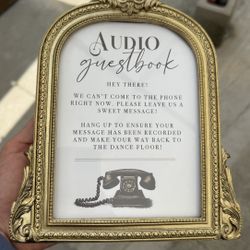 AUDIO
guestbook
HEY THERE!
WE CAN'T COME TO THE PHONE
RIGHT NOW. PLEASE LEAVE US A
SWEET MESSAGE!
HANG UP TO ENSURE YOUR
MESSAGE HAS BEEN RECORDED
AND MAKE YOUR WAY BACK TO
THE DANCE FLOOR!